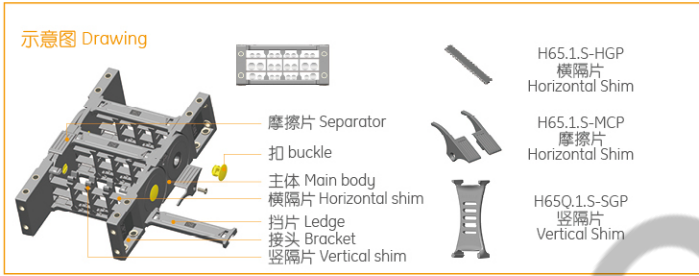 示意图 Drawing
摩擦片 Separator
扣 buckle
主体 Main body
横隔片 Horizontal shim
挡片 Ledge
接头 Bracket
竖隔片 Vertical shim
H65.1.S-HGP
横隔片
Horizontal Shim
H65.1.S-MCP
摩擦片
Horizontal Shim
H65Q.1.S-SGP
竖隔片
Vertical Shim